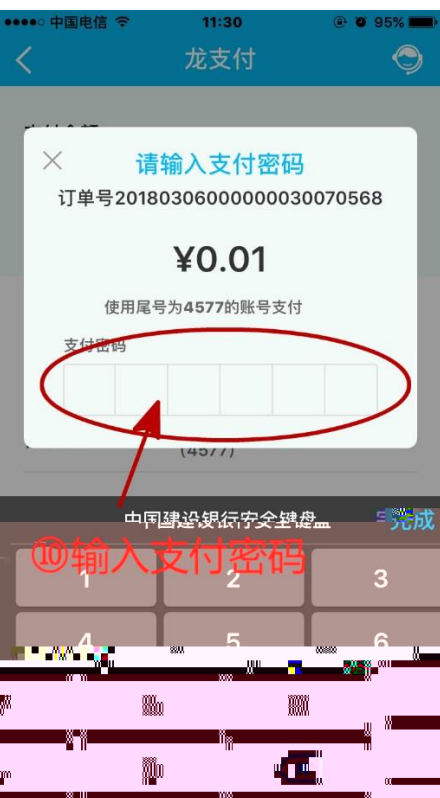 中国电信 11:30 95%
龙支付
请输入支付密码
订单号20180306000000030070568
¥0.01
使用尾号为4577的账号支付
支付密码
(4577)
中国建设银行安全键盘 完成
⑩输入支付密码
1 2 3
4 5 6